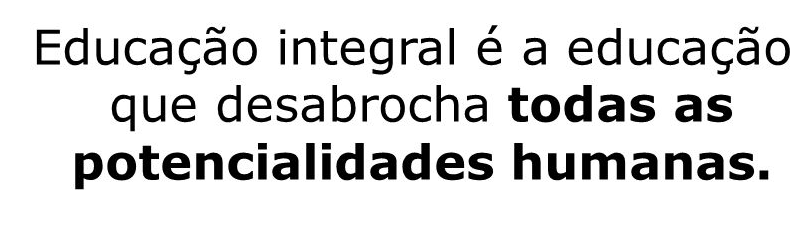 Educação integral é a educação
que desabrocha todas as
potencialidades humanas.